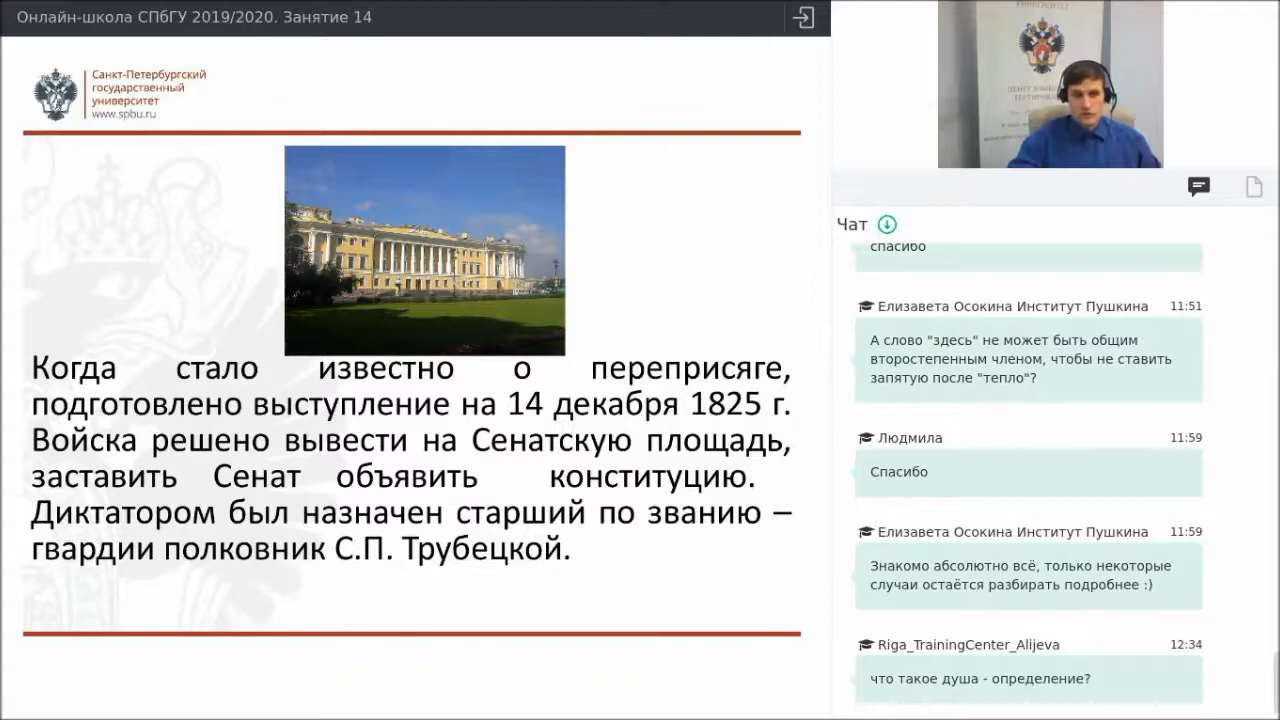 Онлайн-школа СПбГУ 2019/2020. Занятие 14
Санкт-Петербургский
государственный
университет
www.spbu.ru
Когда стало известно о переприсяге,
подготовлено выступление на 14 декабря 1825 г.
Войска решено вывести на Сенатскую площадь,
заставить Сенат объявить конституцию.
Диктатором был назначен старший по званию –
гвардии полковник С.П. Трубецкой.
Чат
спасибо
Елизавета Осокина Институт Пушкина 11:51
А слово "здесь" не может быть общим
второстепенным членом, чтобы не ставить
запятую после "тепло"?
Людмила 11:59
Спасибо
Елизавета Осокина Институт Пушкина 11:59
Знакомо абсолютно всё, только некоторые
случаи остаётся разбирать подробнее :)
Riga_TrainingCenter_Alijeva 12:34
что такое душа - определение?